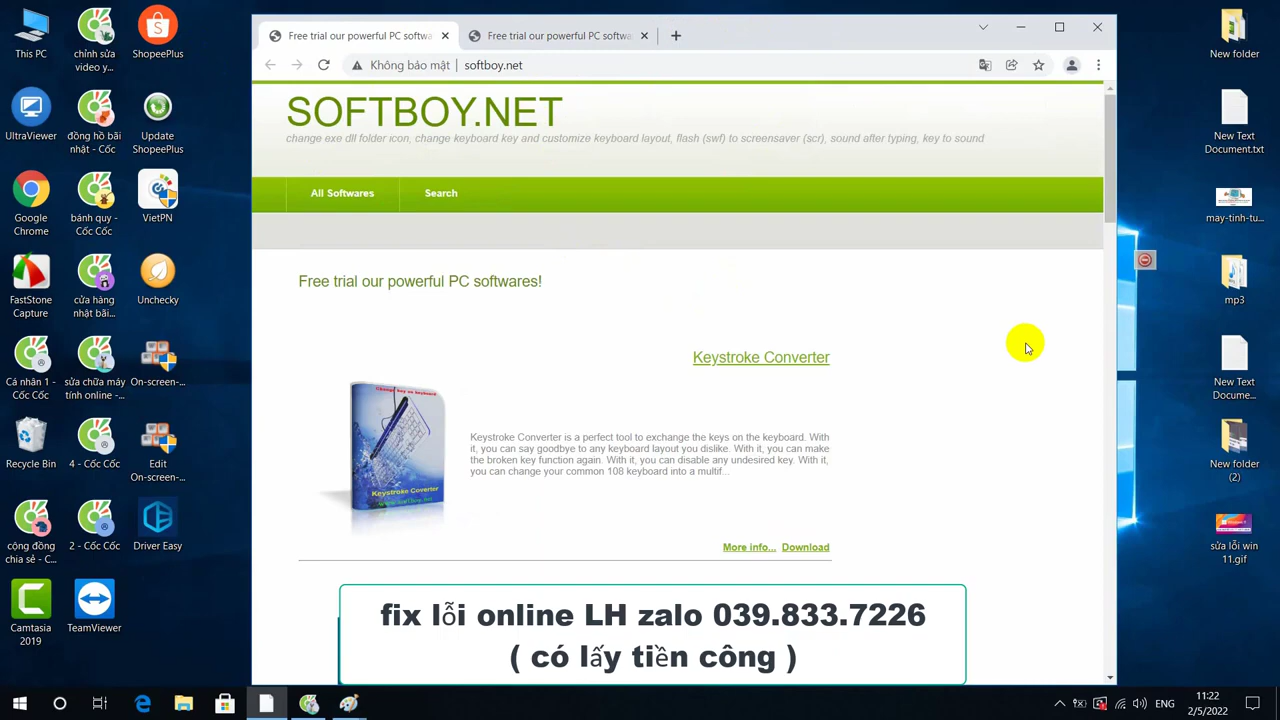 This PC
chỉnh sửa
video y...
ShopeePlus
UltraViewer
đồng hồ bãi
nhật - Cốc
Update
ShopeePlus
Google
Chrome
bánh quy -
Cốc Cốc
VietPN
FastStone
Capture
cửa hàng
nhật bãi...
Unchecky
Cá nhân 1 -
Cốc Cốc
sửa chữa máy
tính online -...
On-screen-...
Recycle Bin
4 - Cốc Cốc
Edit
On-screen-...
cộng đồng
chia sẻ - C...
2 - Cốc Cốc
Driver Easy
Camtasia
2019
TeamViewer
Free trial our powerful PC softwa
Free trial our powerful PC softwa
Không bảo mật
softboy.net
SOFTBOY.NET
change exe dll folder icon, change keyboard key and customize keyboard layout, flash (swf) to screensaver (scr), sound after typing, key to sound
All Softwares
Search
Free trial our powerful PC softwares!
Keystroke Converter
Change key on keyboard
Keystroke Coverter
www.softboy.net
Keystroke Converter is a perfect tool to exchange the keys on the keyboard. With
it, you can say goodbye to any keyboard layout you dislike. With it, you can make
the broken key function again. With it, you can disable any undesired key. With it,
you can change your common 108 keyboard into a multif...
More info...
Download
fix lỗi online LH zalo 039.833.7226
( có lấy tiền công )
New folder
New Text
Document.txt
may-tinh-tu...
mp3
New Text
Docume...
New folder
(2)
sửa lỗi win
11.gif
ENG
11:22
2/5/2022